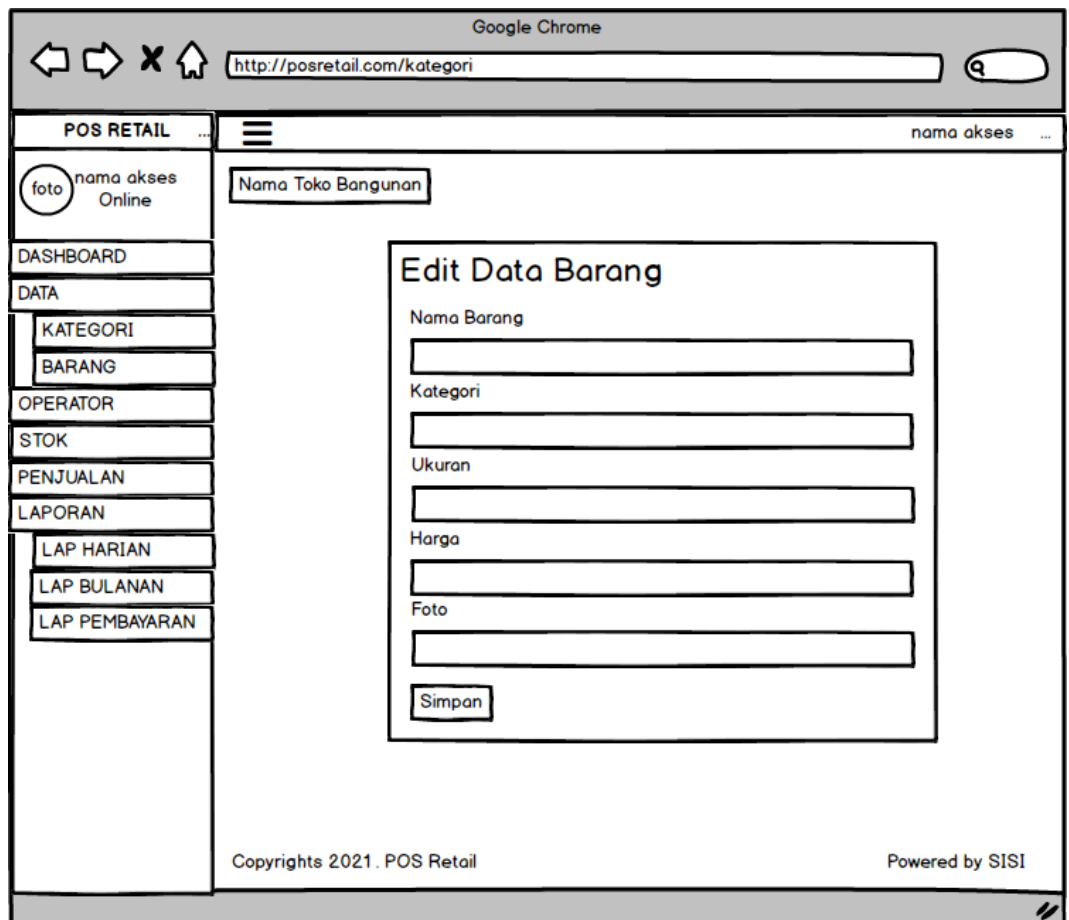 Google Chrome
http://posretail.com/kategori
POS RETAIL ...
nama akses ...
foto
nama akses
Online
Nama Toko Bangunan
DASHBOARD
DATA
KATEGORI
BARANG
OPERATOR
STOK
PENJUALAN
LAPORAN
LAP HARIAN
LAP BULANAN
LAP PEMBAYARAN
Edit Data Barang
Nama Barang
Kategori
Ukuran
Harga
Foto
Simpan
Copyrights 2021. POS Retail
Powered by SISI